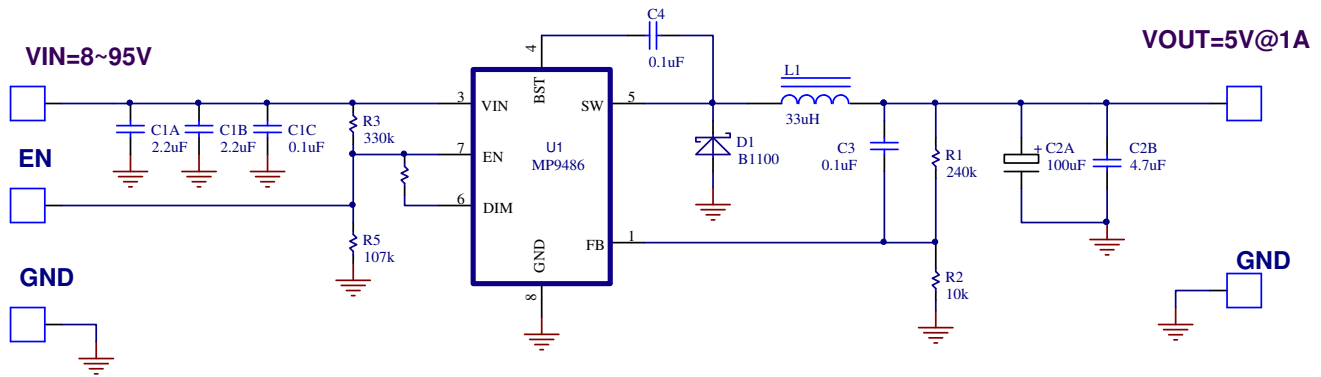 VIN=8~95V
VOUT=5V@1A
C4
0.1uF
4
BST
L1
33uH
3
VIN
SW
5
C1A
2.2uF
C1B
2.2uF
C1C
0.1uF
R3
330k
EN
7
EN
U1
MP9486
D1
B1100
C3
0.1uF
R1
240k
+
C2A
100uF
C2B
4.7uF
6
DIM
R5
107k
FB
1
GND
8
R2
10k
GND
GND